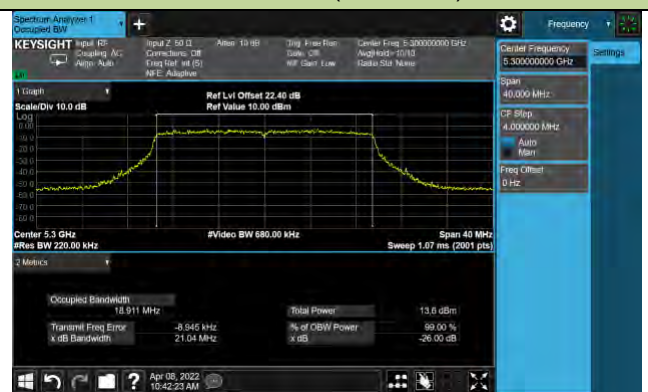 Spectrum Analyzer 1
Occupied BW
+
Frequency
KEYSIGHT Input: RF
Coupling: AC
Align: Auto
Input Z: 50 Ω
Corrections: Off
Freq Ref: Int (S)
NFE: Adaptive
Atten: 10 dB
Trig: Free Run
Gate: Off
#IF Gain: Low
Center Freq: 5.300000000 GHz
Avg|Hold: 10/10
Radio Std: None
Center Frequency
5.300000000 GHz
Settings
Span
40.000 MHz
CF Step
4.000000 MHz
Auto
Man
Freq Offset
0 Hz
1 Graph
Scale/Div 10.0 dB
Ref Lvl Offset 22.40 dB
Ref Value 10.00 dBm
Log
0.00
-10.0
-20.0
-30.0
-40.0
-50.0
-60.0
-70.0
-80.0
Center 5.3 GHz
#Res BW 220.00 kHz
#Video BW 680.00 kHz
Span 40 MHz
Sweep 1.07 ms (2001 pts)
2 Metrics
Occupied Bandwidth
18.911 MHz
Total Power 13.6 dBm
Transmit Freq Error -8.945 kHz
% of OBW Power 99.00 %
x dB Bandwidth 21.04 MHz
x dB -26.00 dB
? Apr 08, 2022
10:42:23 AM